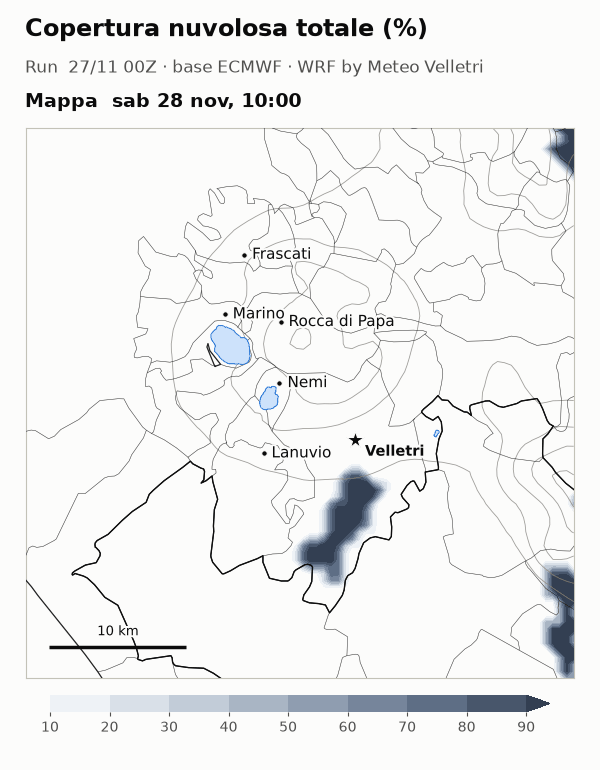 Copertura nuvolosa totale (%)
Run  27/11 00Z · base ECMWF · WRF by Meteo Velletri
Mappa  sab 28 nov, 10:00
Frascati
Marino
Rocca di Papa
Nemi
Velletri
Lanuvio
10 km
10 20 30 40 50 60 70 80 90